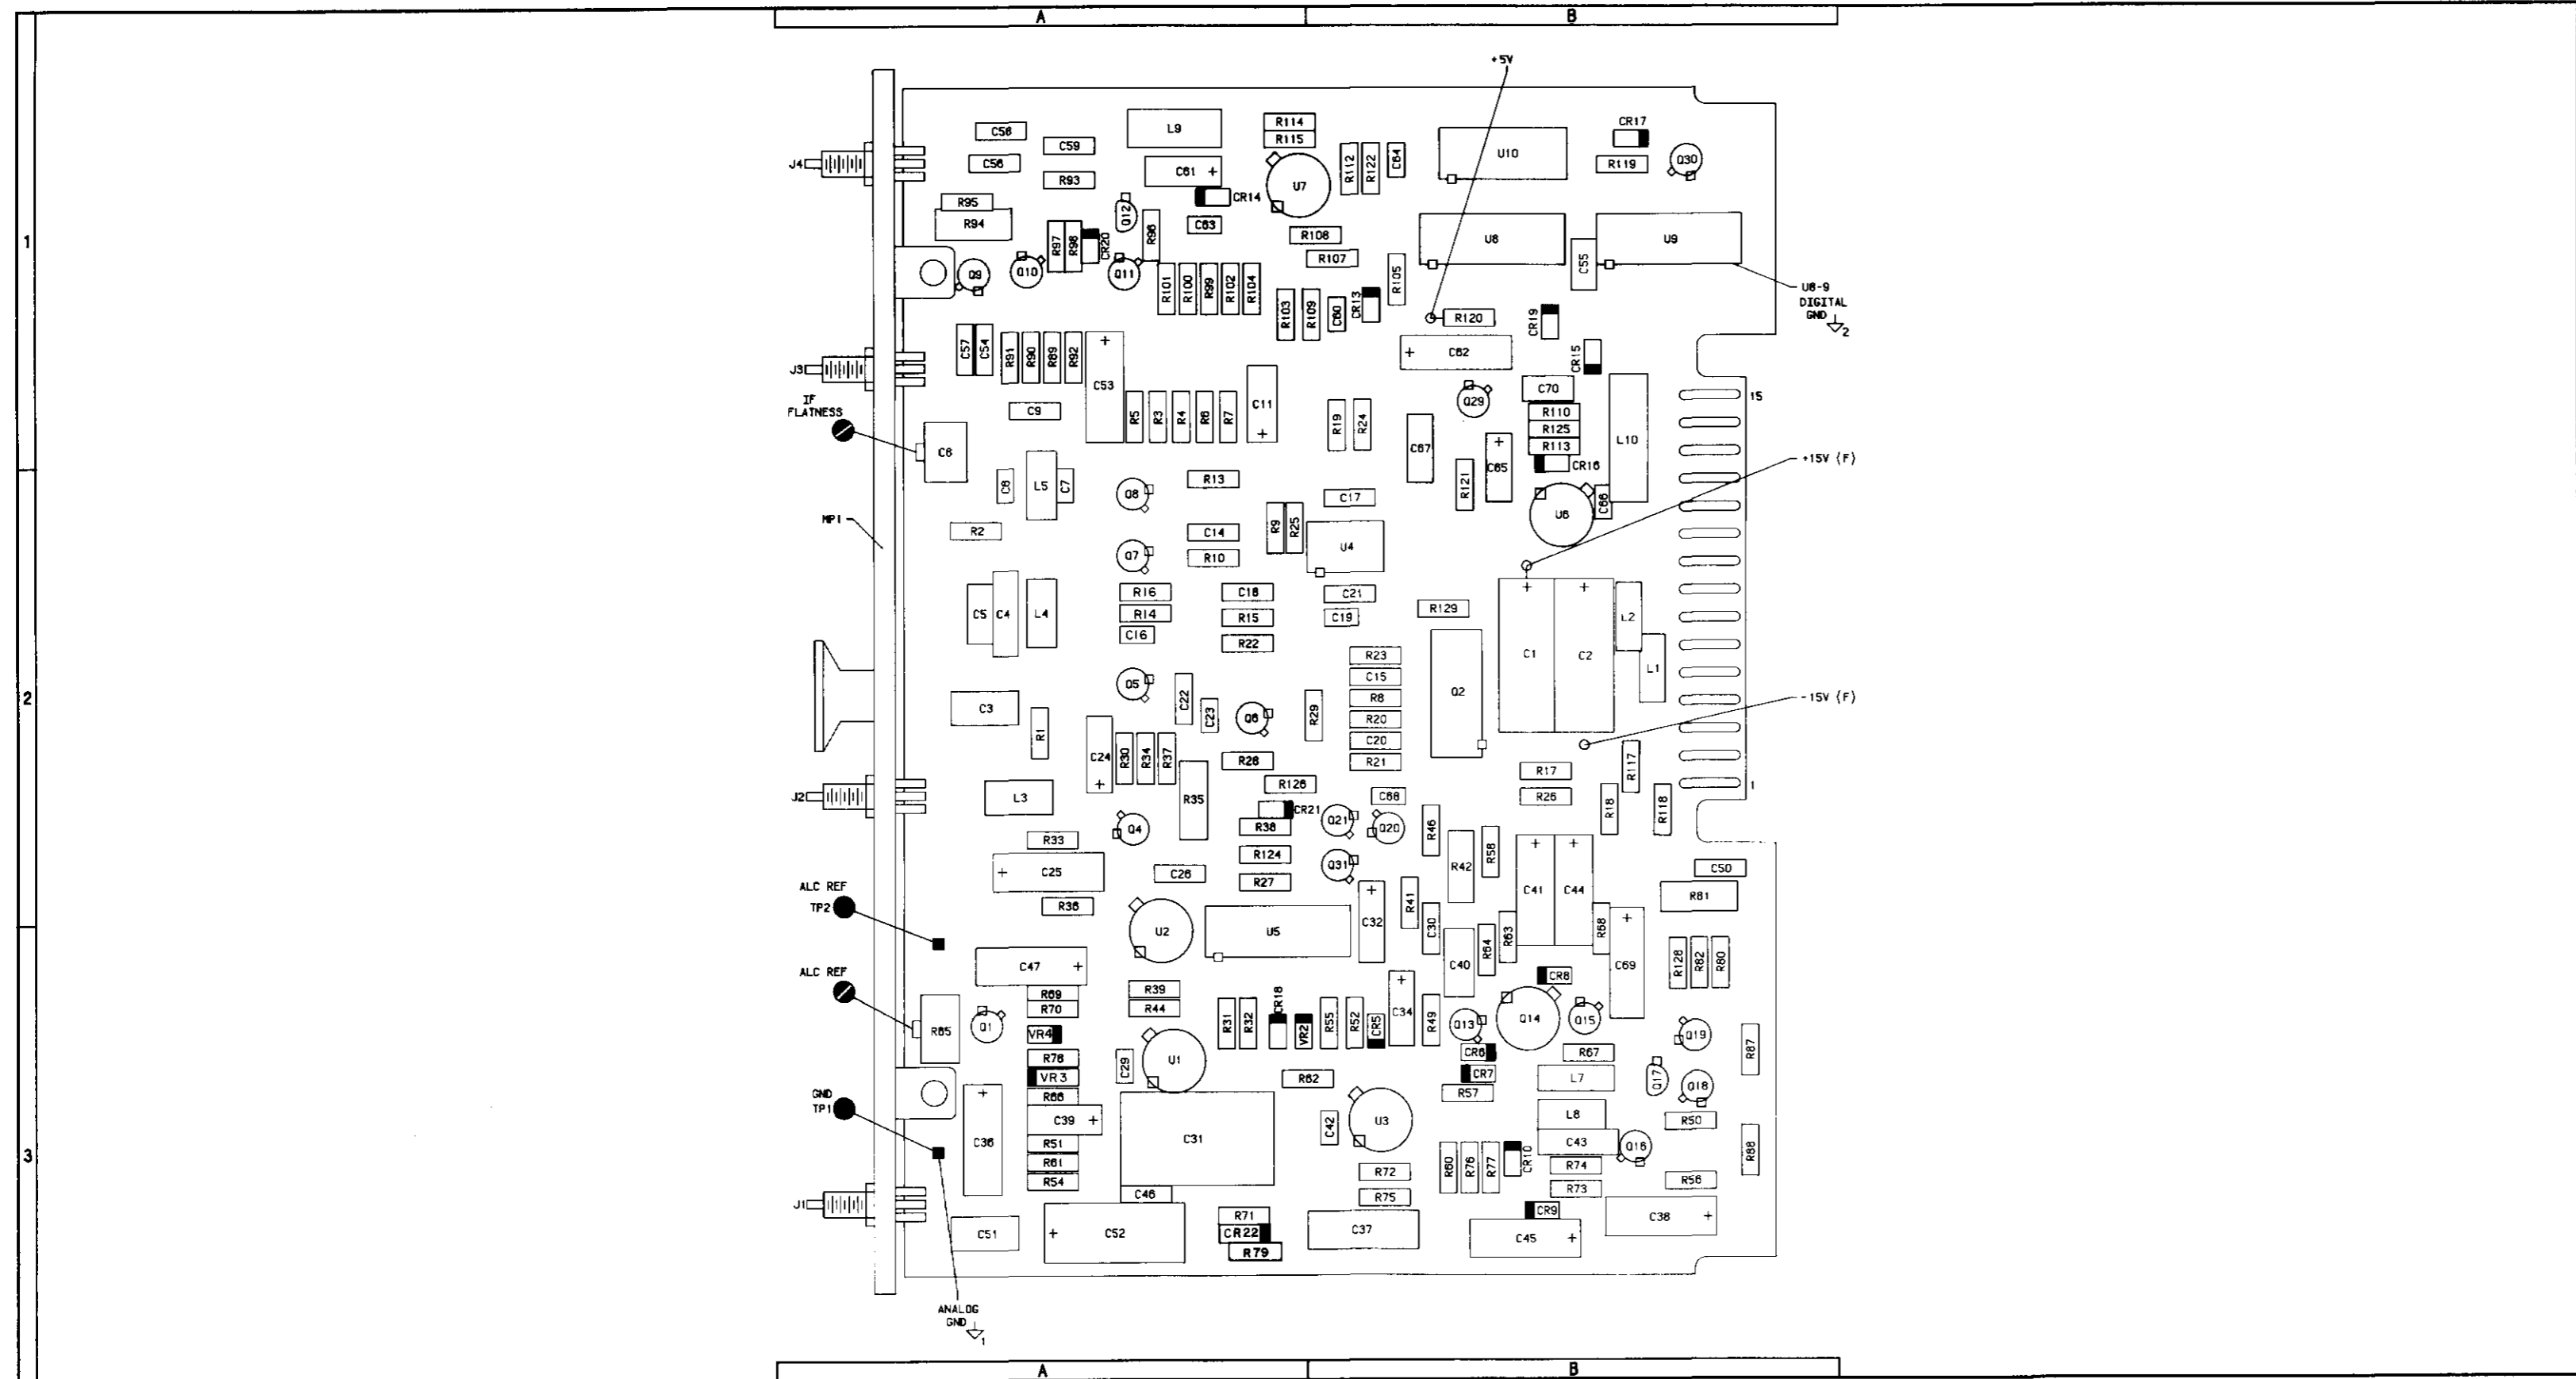 A B
+5V
CR17
C58 L9 R114
R115
C59
U10
J4 C56 C61 + U7 R112 R122 C64 R119 Q30
R93
CR14
R95
R94 Q12 R96 C63 R108 U8 C55 U9
1
R97 R98 CR20 R107
Q9 Q10 Q11 R101 R100 R99 R102 R104 R105
U8-9
DIGITAL
GND
2
R103 R109 C60 CR13 R120 CR19
C57 C54 R91 R90 R89 R92 + C53 + C62 CR15
J3
IF
FLATNESS
C70 15
C9 R5 R3 R4 R6 R7 C11 + R19 R24 Q29 R110
R125
C67 + C65 R113 L10
CR16
C6
+15V (F)
C8 L5 C7 Q8 R13 C17 R121 U6 C66
MP1
R2 C14 R9 R25 U4
Q7 R10
C5 C4 L4 R16 C18 C21 + + L2
R14 R15 C19 R129
C16 R22
R23 C1 C2 L1
C15
2
Q5 C22 C23 Q6 R29 R8 Q2
-15V (F)
C3 R1 R20
C20
C24 + R30 R34 R37 R28 R21 R17 R117
R126 1
J2 L3 R35 CR21 C68 R26 R18 R118
Q4 R38 Q21 Q20 R46
R33 R124 Q31 R42 R58 + +
+ C25 C26 R27 C50
ALC REF
TP2
R36 + C32 R41 C30 C41 C44 R81
U2 U5 R64 R63 R68 +
C47 + C40 C69 R128 R82 R80
ALC REF
R69 R39 + C34 CR8
R70 R44
R65 Q1 VR4 R31 R32 CR18 VR2 R55 R52 CR5 R49 Q13 Q14 Q15 Q19 R87
R78 C29 U1 CR6 R67
VR3 R62 CR7 L7 Q17 Q18
GND
TP1
+ R66 R57
C36 C39 + C31 C42 U3 L8 R50
R51 C43 Q16
3
R61 R72 R60 R76 R77 CR10 R74 R88
R54 R73 R56
C46 R75
J1 R71 CR9
C51 + C52 CR22 C37 C45 + C38 +
R79
ANALOG
GND
1
A B